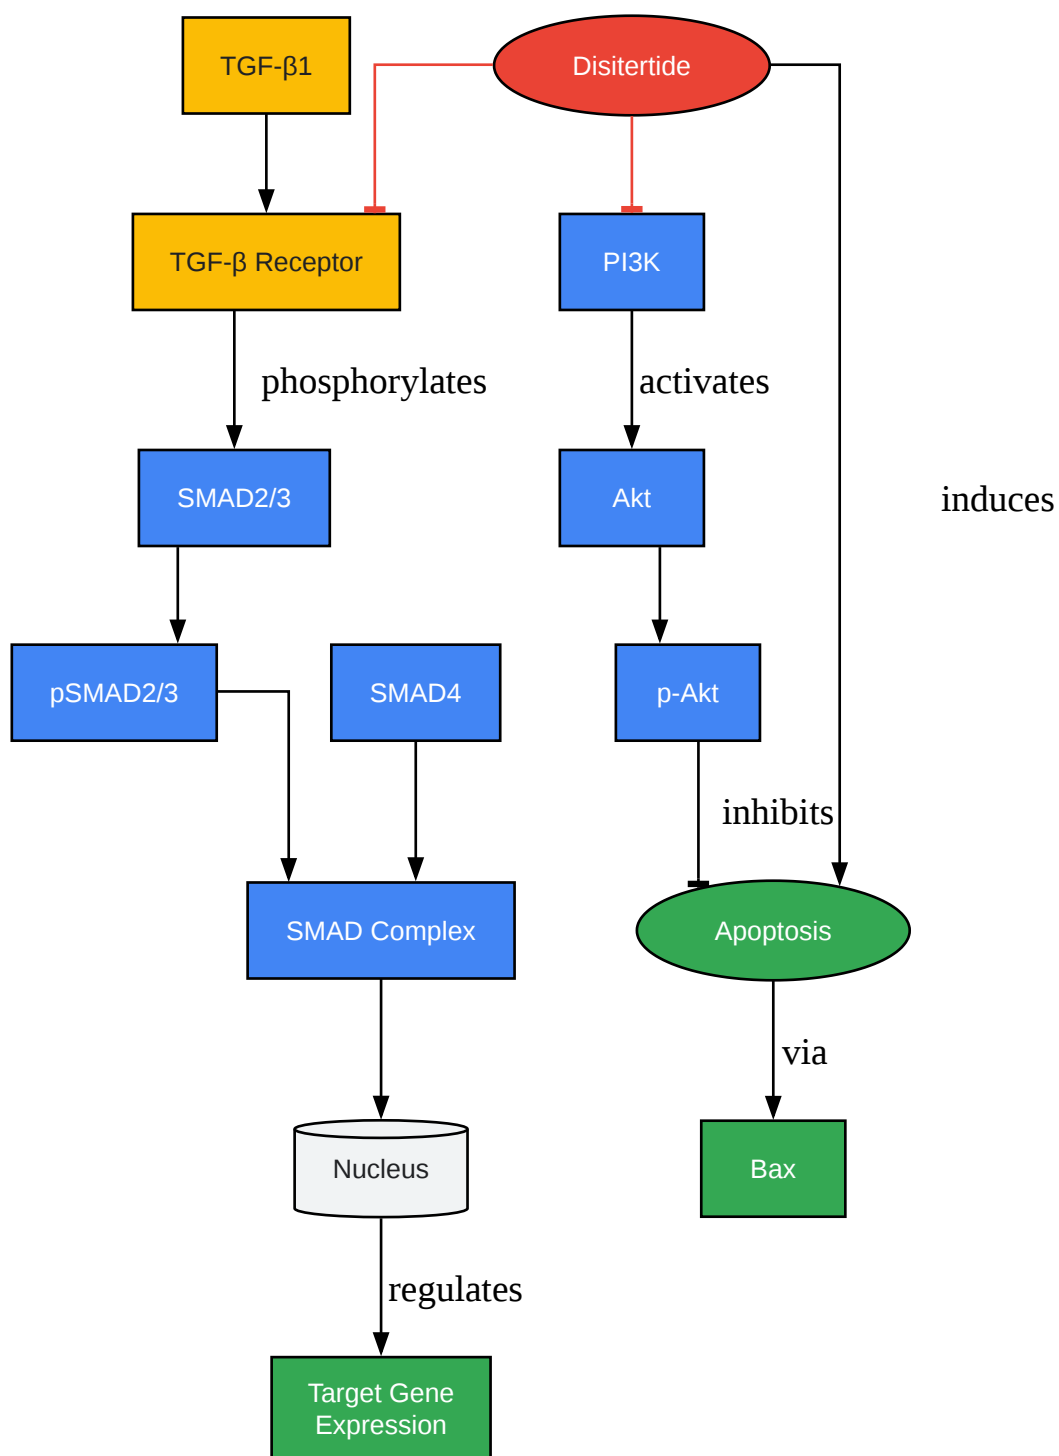 TGF-β1
Disitertide
TGF-β Receptor
PI3K
phosphorylates
activates
SMAD2/3
Akt
induces
pSMAD2/3
SMAD4
p-Akt
inhibits
SMAD Complex
Apoptosis
via
Nucleus
Bax
regulates
Target Gene
Expression